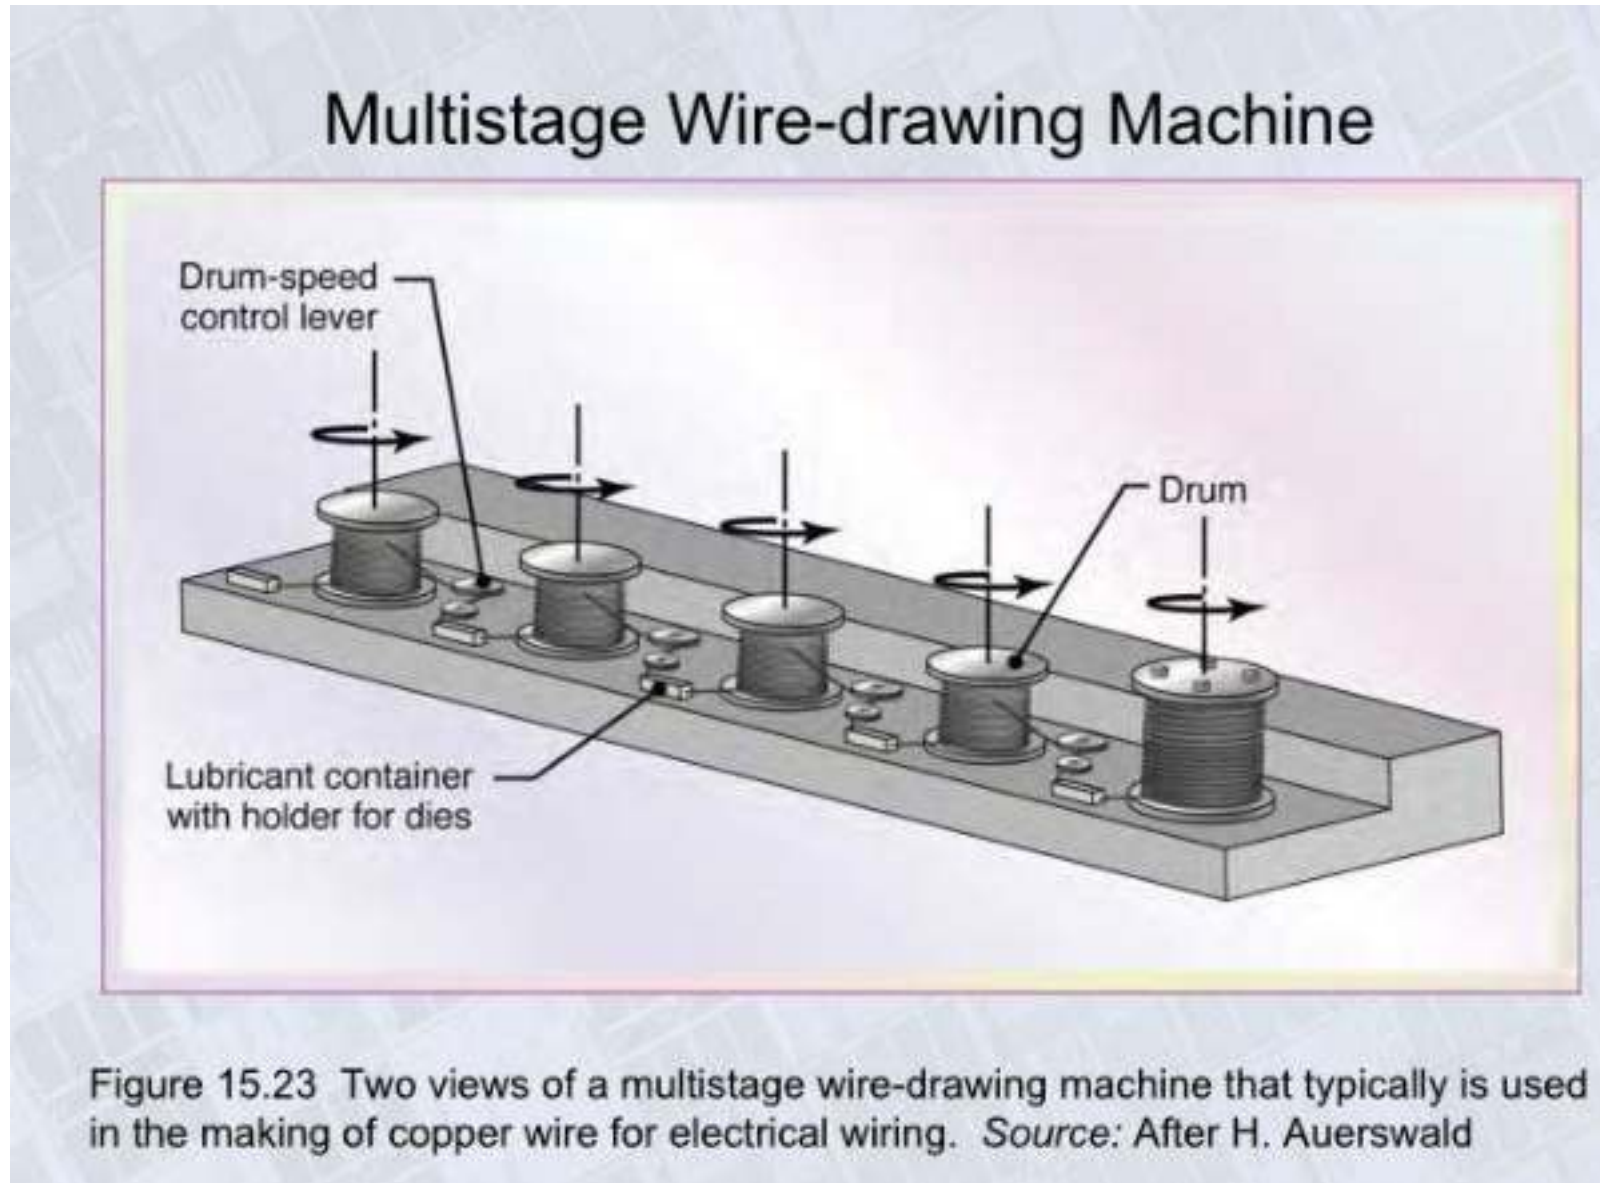 Multistage Wire-drawing Machine
Drum-speed
control lever
Drum
Lubricant container
with holder for dies
Figure 15.23 Two views of a multistage wire-drawing machine that typically is used
in the making of copper wire for electrical wiring. Source: After H. Auerswald